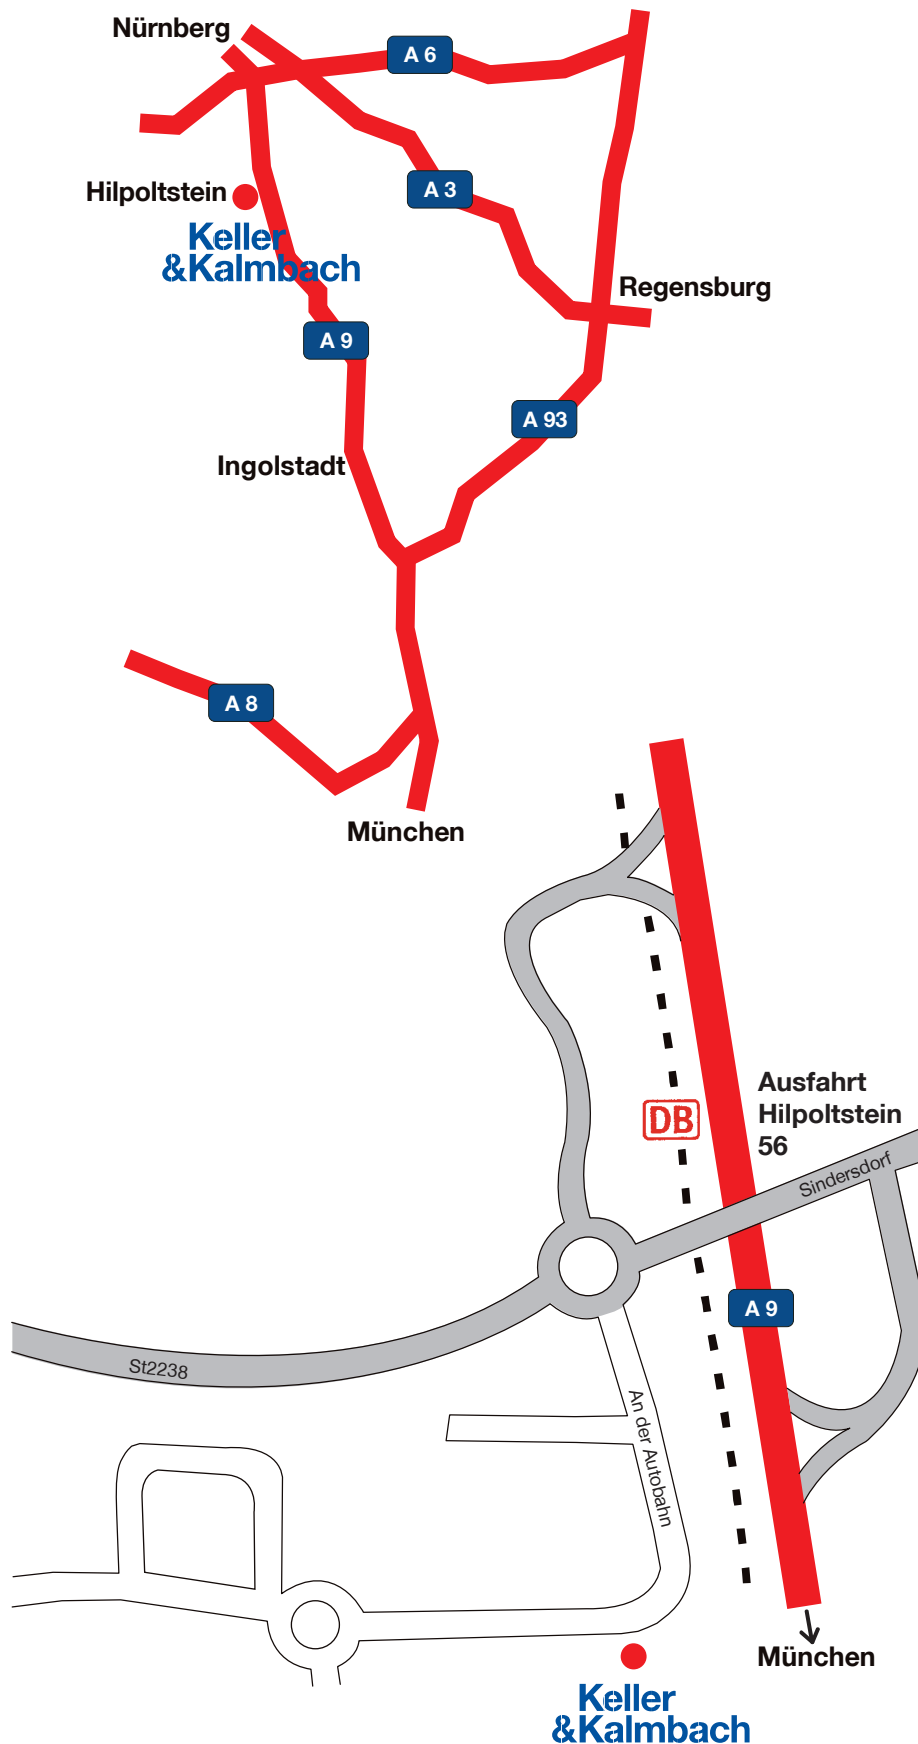 Nürnberg
A 6
A 3
Hilpoltstein
Keller
&Kalmbach
Regensburg
A 9
A 93
Ingolstadt
A 8
München
Ausfahrt
Hilpoltstein
56
DB
Sindersdorf
A 9
St2238
An der Autobahn
München
Keller
&Kalmbach